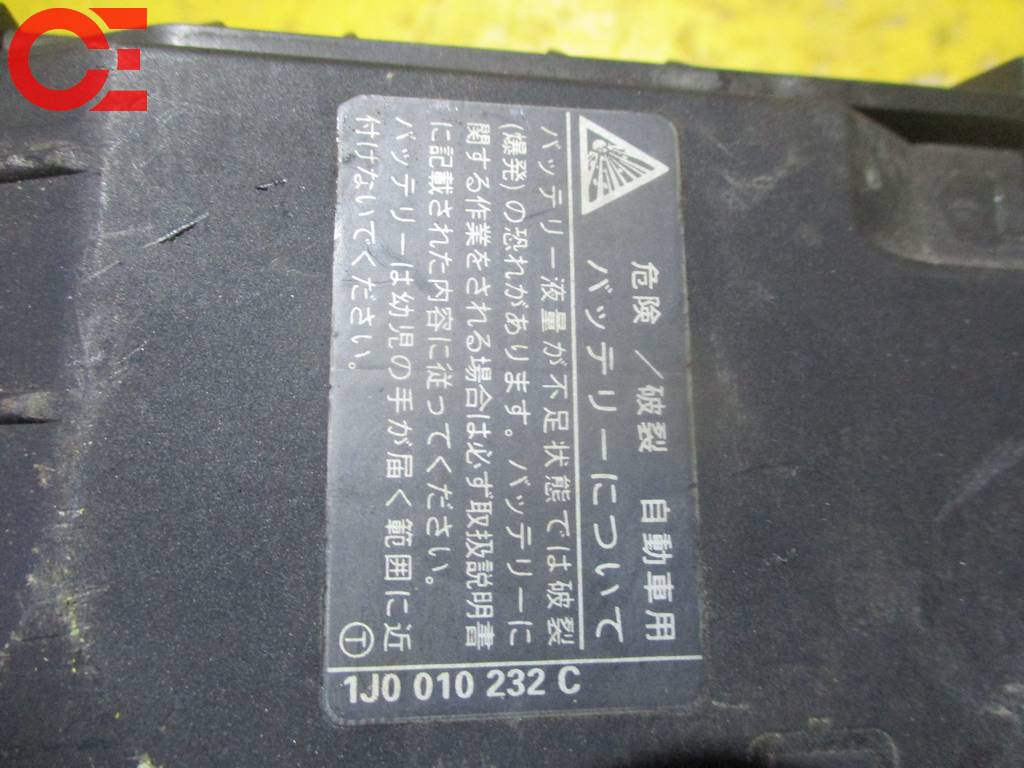 CE
危険 /破裂 自動車用
バッテリーについて
バッテリー液量が不足状態では破裂
(爆発)の恐れがあります。バッテリーに
関する作業をされる場合は必ず取扱説明書
に記載された内容に従ってください。
バッテリーは幼児の手が届く範囲に近
付けないでください。
T
1J0 010 232 C